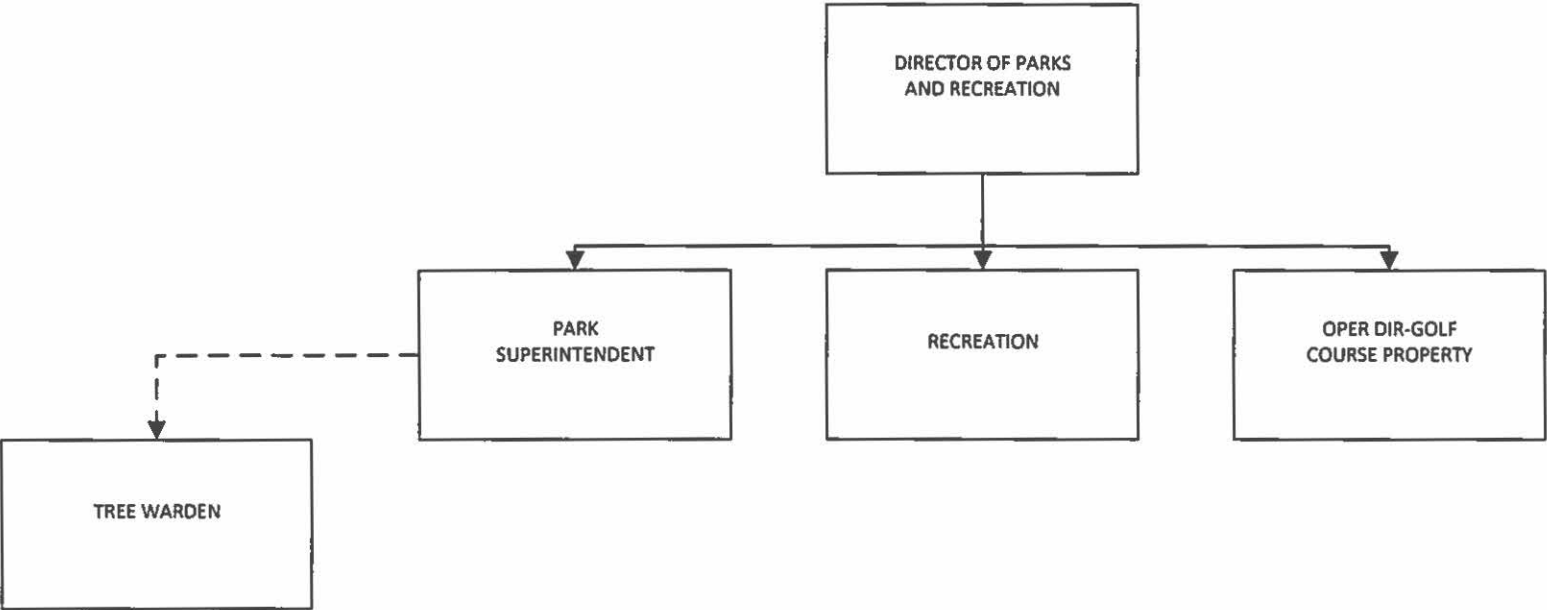 DIRECTOR OF PARKS
AND RECREATION
PARK
SUPERINTENDENT
RECREATION
OPER DIR-GOLF
COURSE PROPERTY
TREE WARDEN